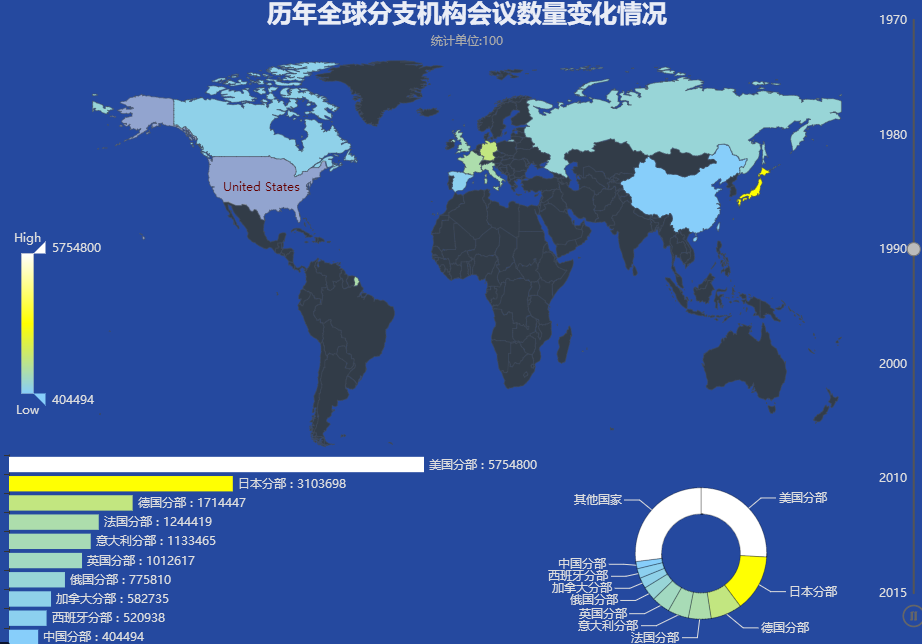 历年全球分支机构会议数量变化情况
统计单位:100
1970
1980
1990
2000
2010
2015
United States
High
5754800
404494
Low
美国分部 : 5754800
日本分部 : 3103698
德国分部 : 1714447
法国分部 : 1244419
意大利分部 : 1133465
英国分部 : 1012617
俄国分部 : 775810
加拿大分部 : 582735
西班牙分部 : 520938
中国分部 : 404494
其他国家
美国分部
日本分部
德国分部
法国分部
意大利分部
英国分部
俄国分部
加拿大分部
西班牙分部
中国分部